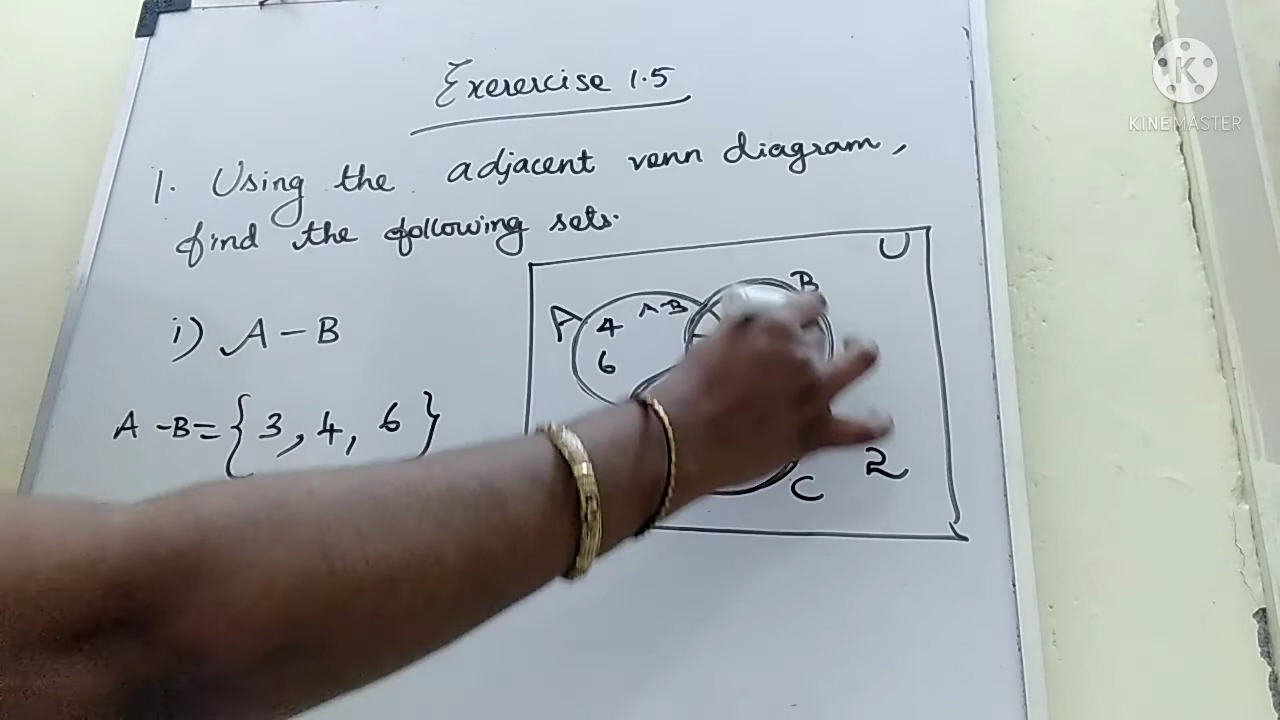 Exerercise 1.5
1. Using the adjacent venn diagram,
find the following sets.
U
i) A - B
A
A-B
B
4
6
A - B = { 3, 4, 6 }
2
C
KINEMASTER